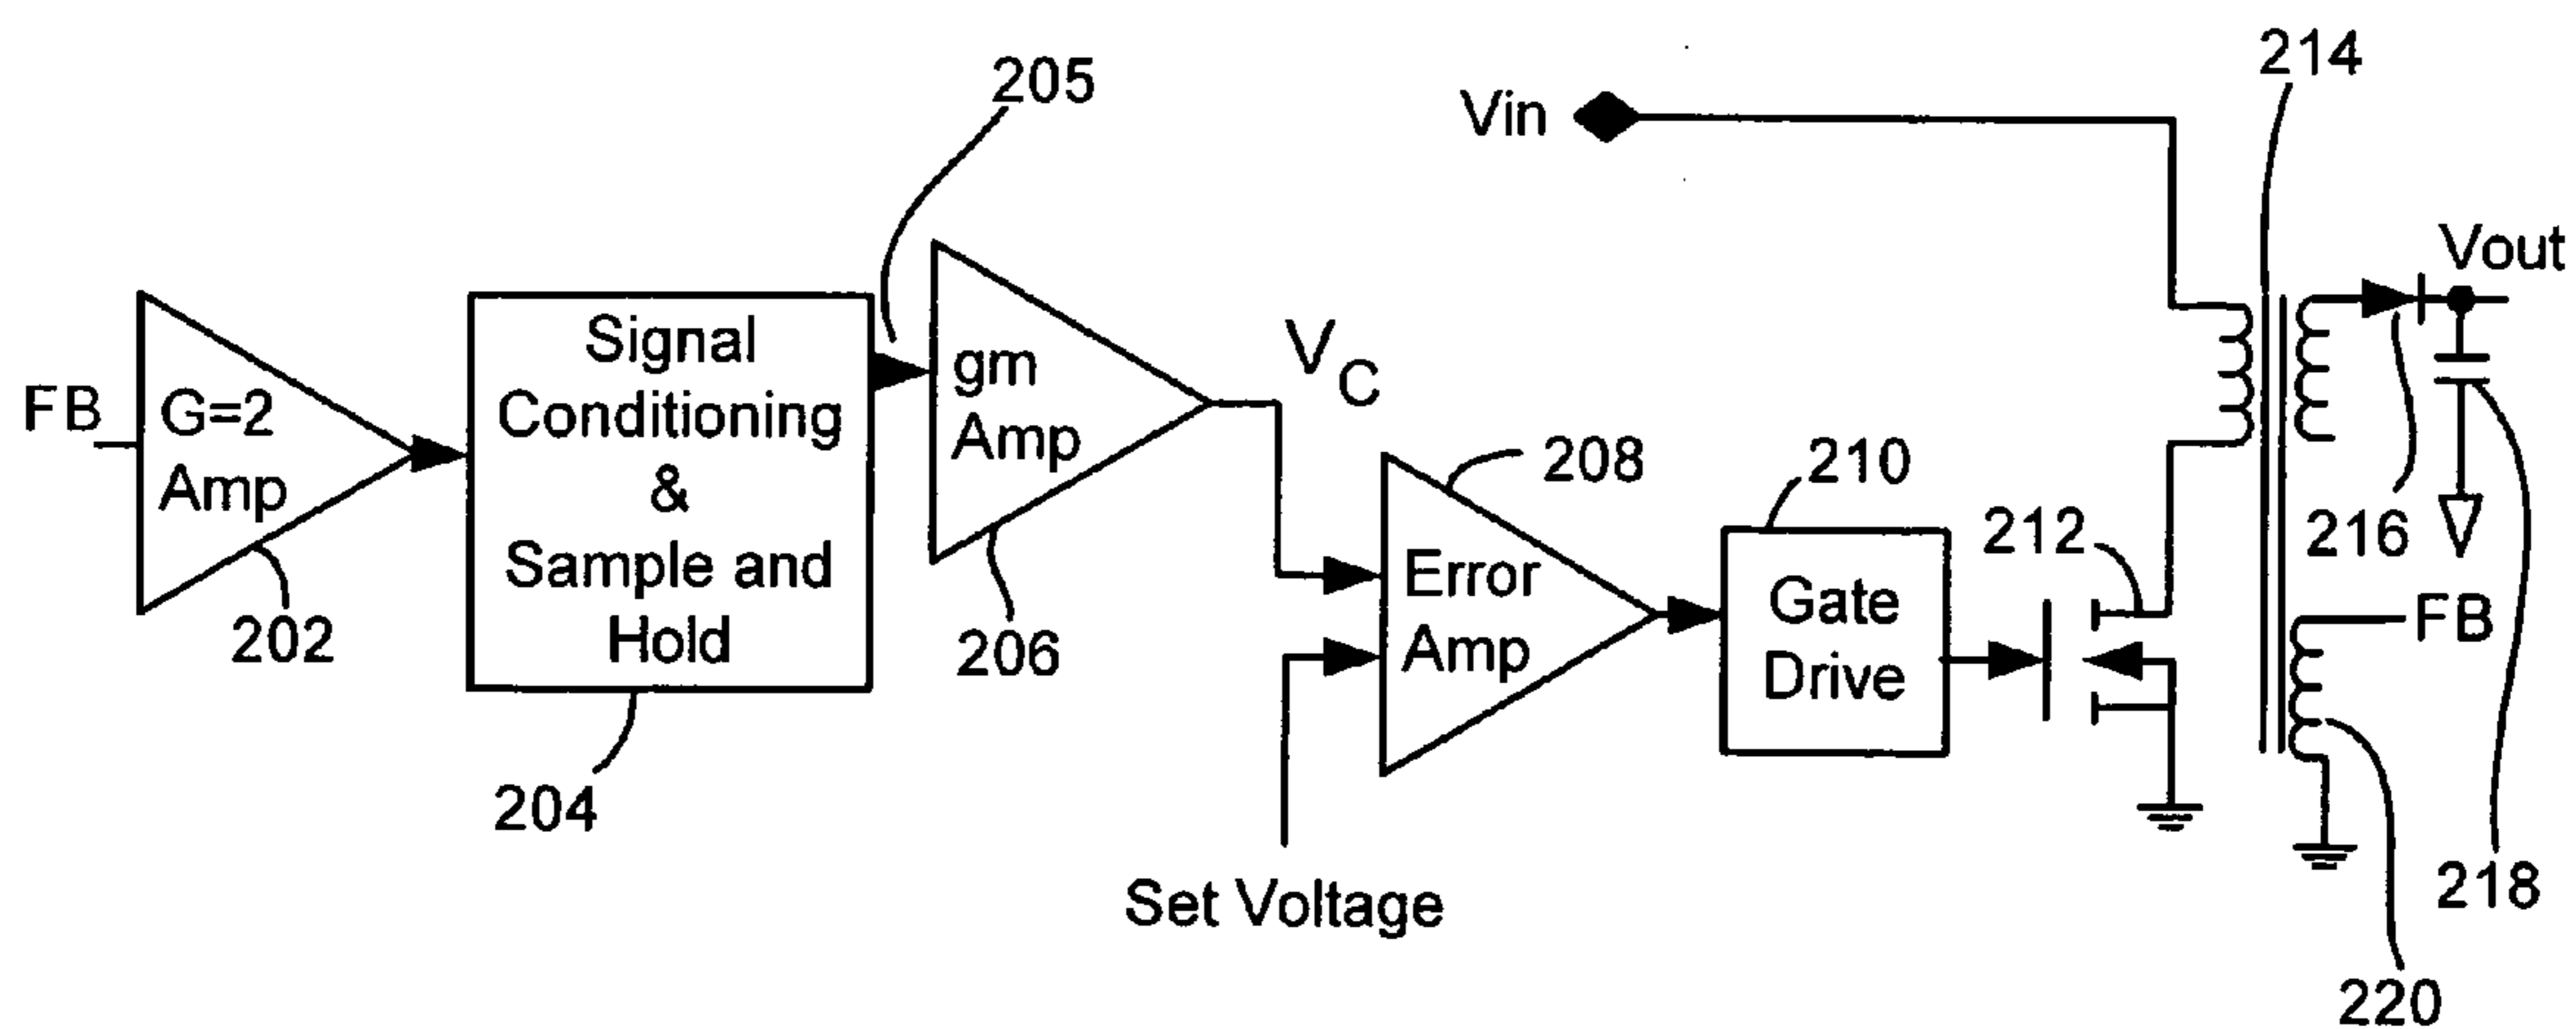 214
205
Vin
Vout
Signal
Conditioning
&
Sample and
Hold
gm
Amp
VC
FB
G=2
Amp
208
210
212
216
Error
Amp
Gate
Drive
FB
202
206
204
Set Voltage
218
220